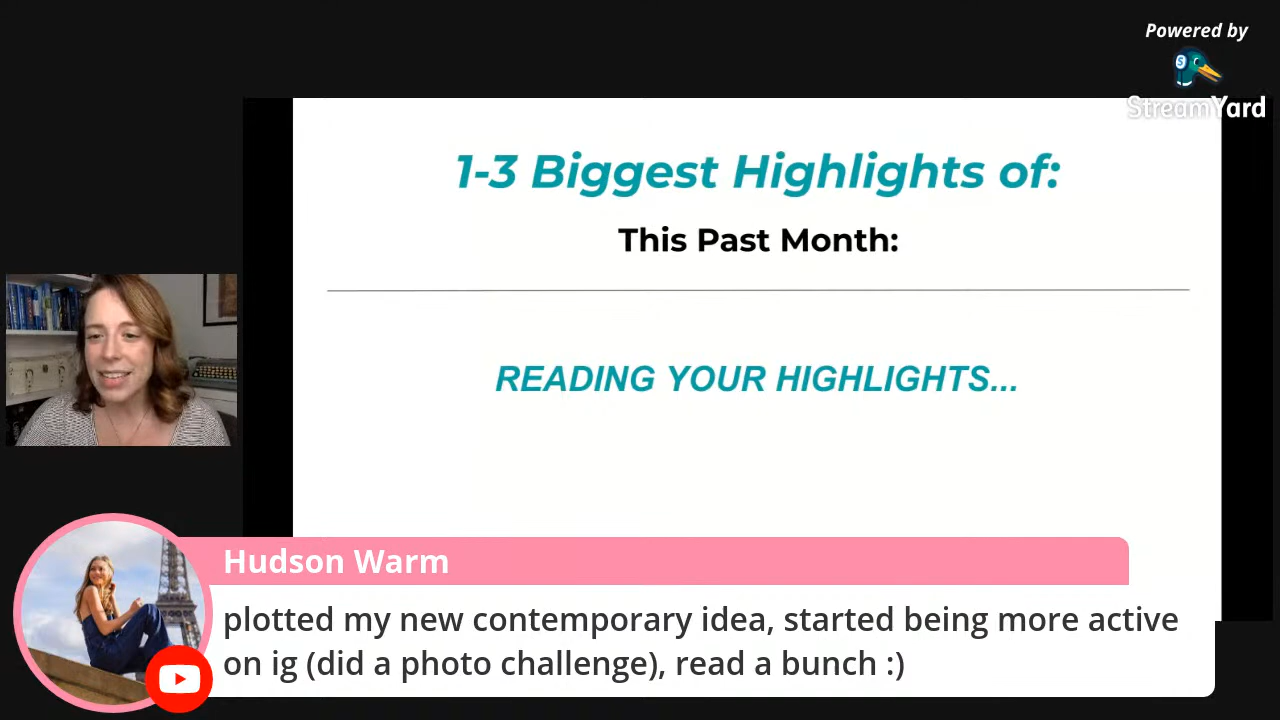 Powered by
StreamYard
1-3 Biggest Highlights of:
This Past Month:
READING YOUR HIGHLIGHTS...
Hudson Warm
plotted my new contemporary idea, started being more active
on ig (did a photo challenge), read a bunch :)